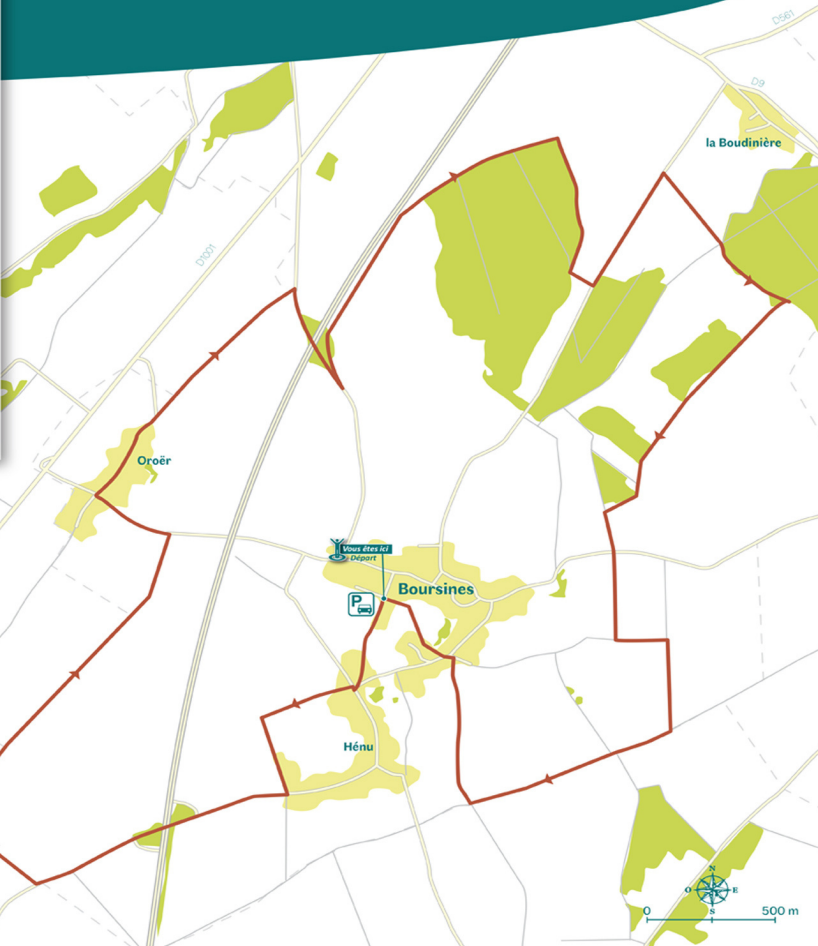 D561
D9
la Boudinière
D1001
Oroër
Vous êtes ici
Départ
Boursines
P
Hénu
N
O E
S
0 500 m